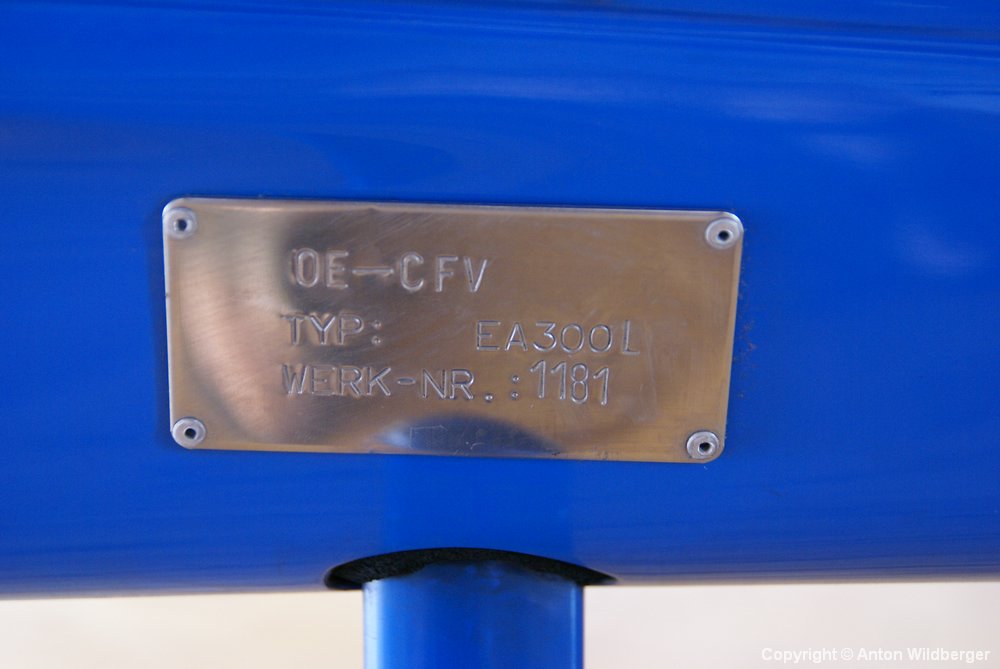 OE-CFV
TYP: EA300L
WERK-NR.:1181
Copyright © Anton Wildberger